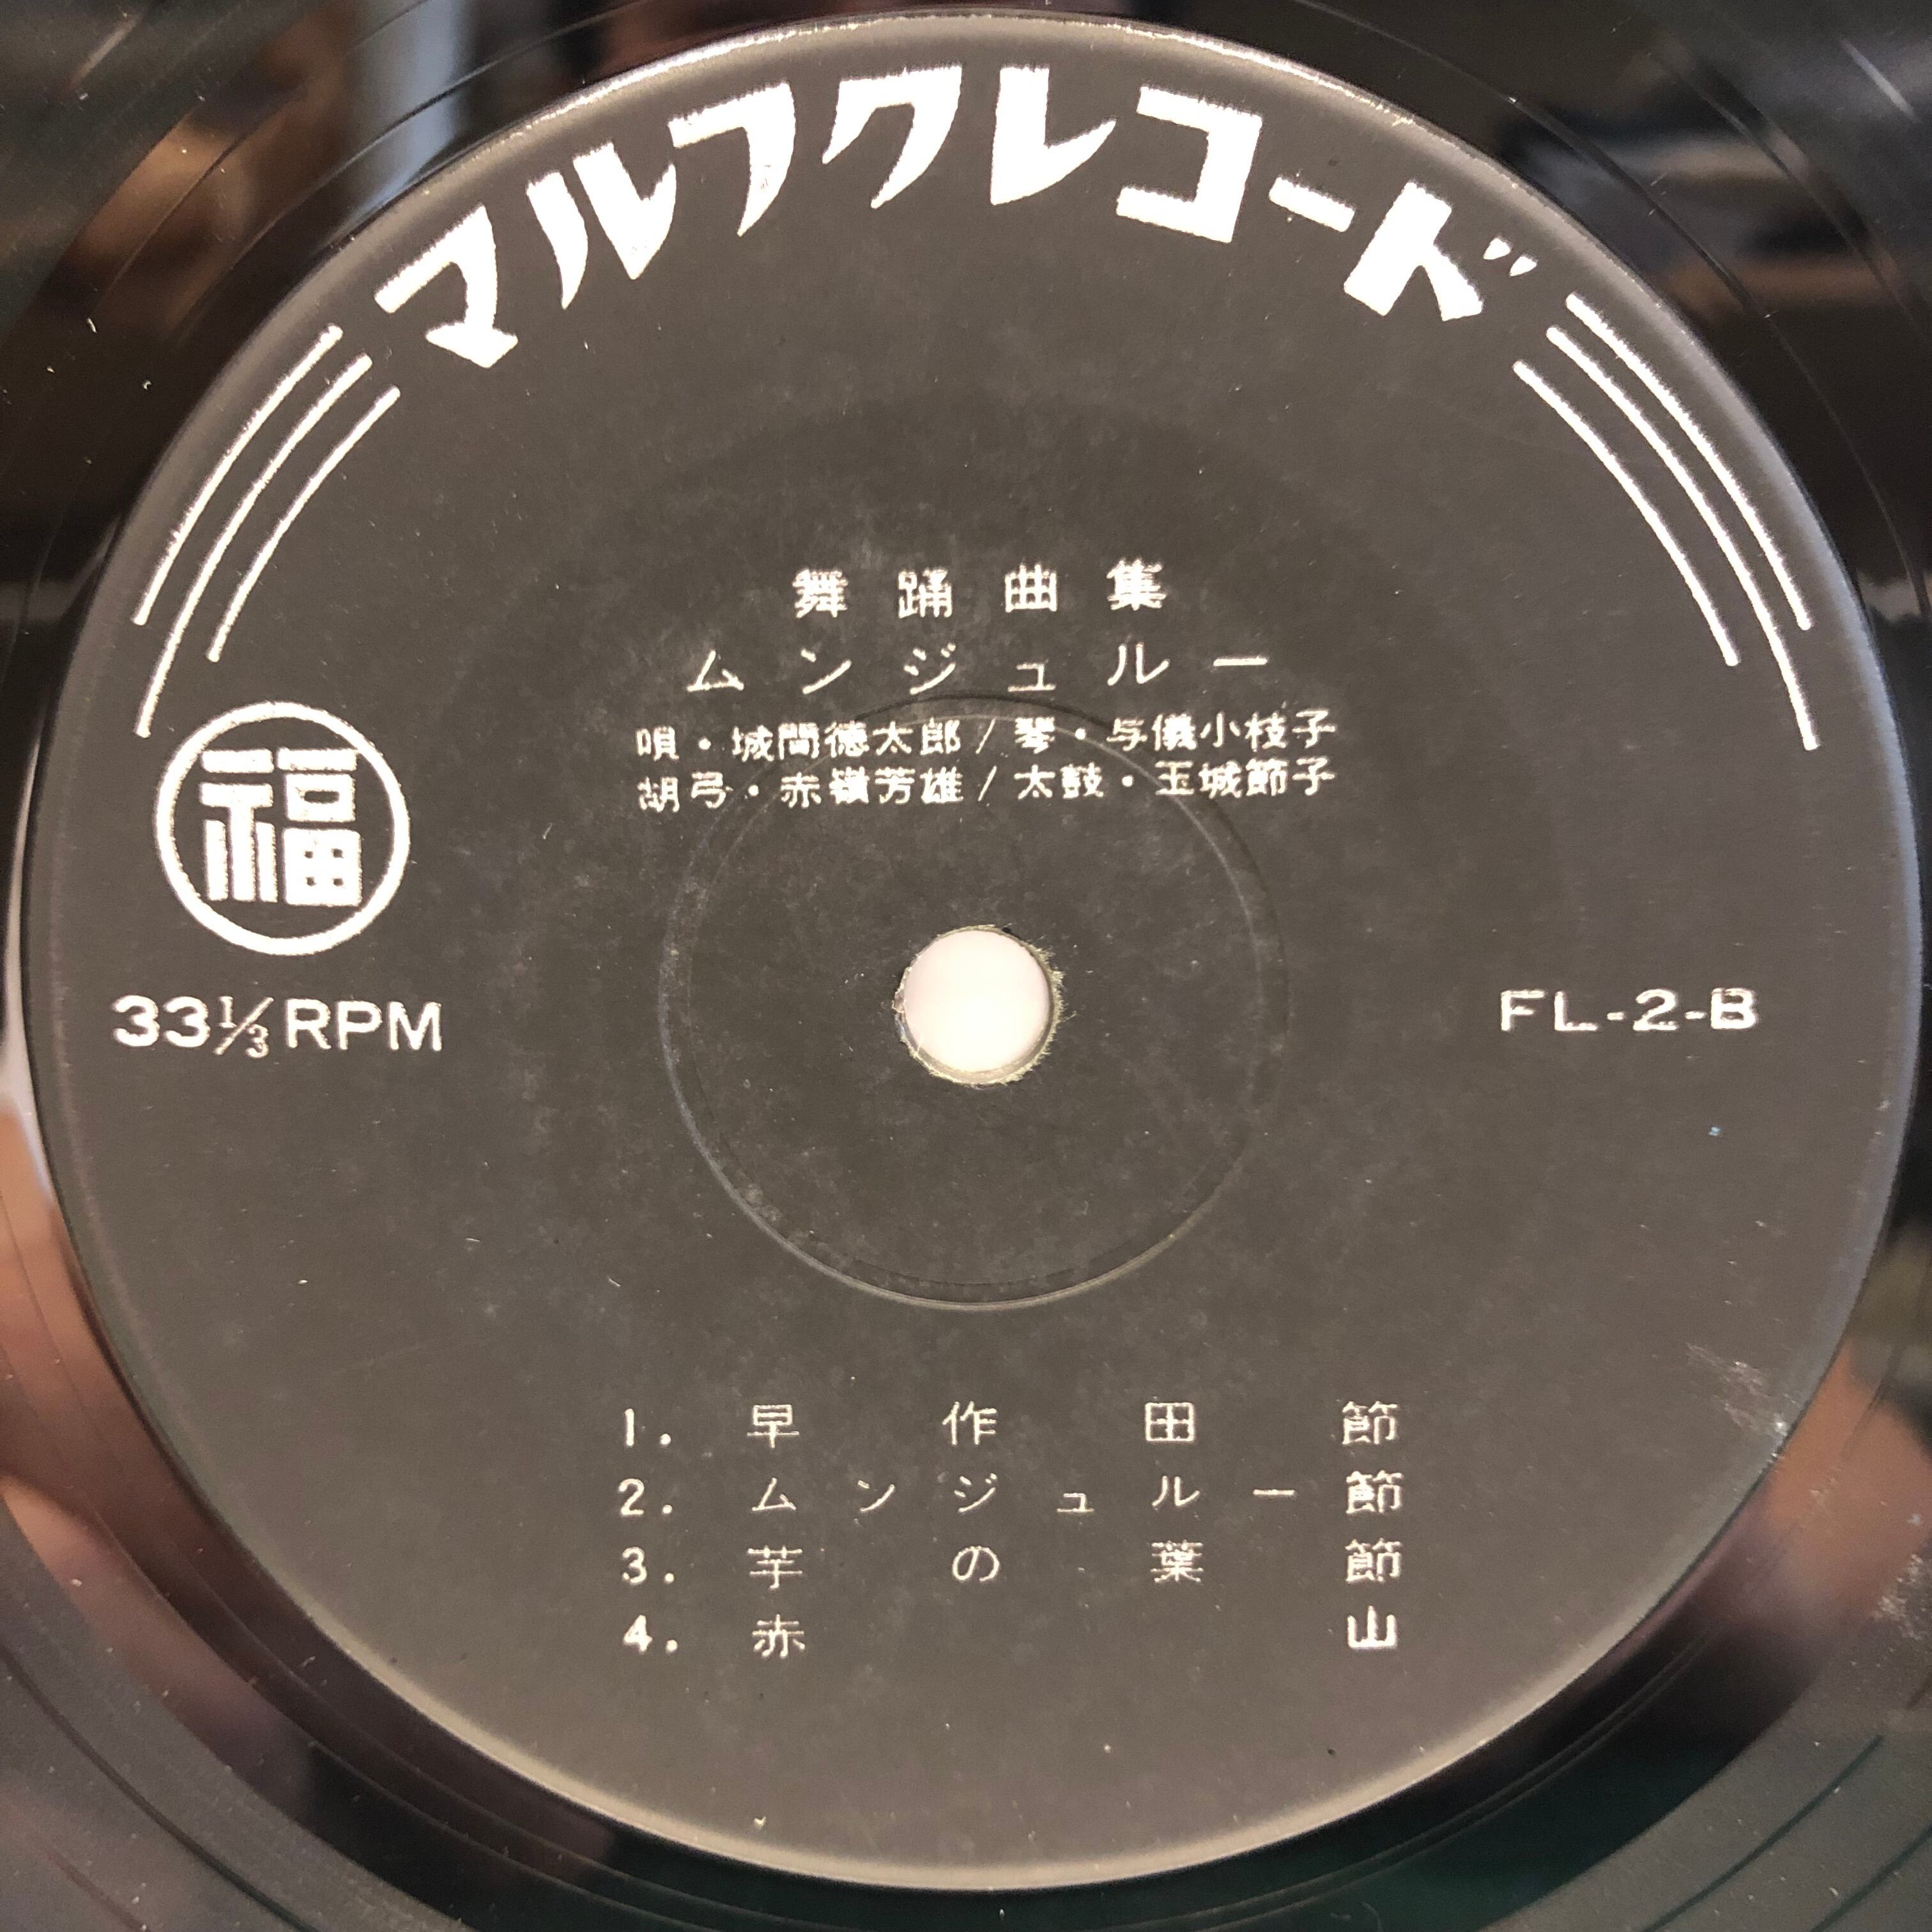 マルフクレコード
舞踊曲集
ムンジュルー
唄・城間徳太郎/琴・与儀小枝子
胡弓・赤嶺芳雄/太鼓・玉城節子
福
33⅓RPM
FL-2-B
1. 早作田節
2. ムンジュルー節
3. 芋の葉節
4. 赤山